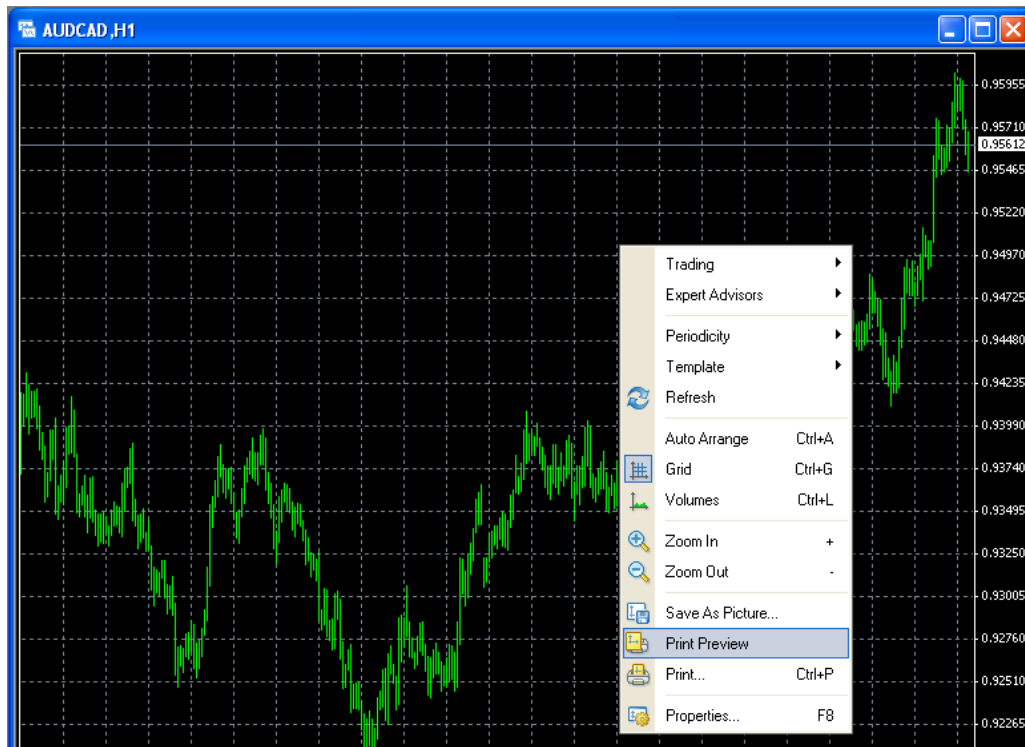 AUDCAD,H1
0.95955
0.95710
0.95612
0.95465
0.95220
0.94970
0.94725
0.94480
0.94235
0.93990
0.93740
0.93495
0.93250
0.93005
0.92760
0.92510
0.92265
Trading
Expert Advisors
Periodicity
Template
Refresh
Auto Arrange Ctrl+A
Grid Ctrl+G
Volumes Ctrl+L
Zoom In +
Zoom Out -
Save As Picture...
Print Preview
Print... Ctrl+P
Properties... F8